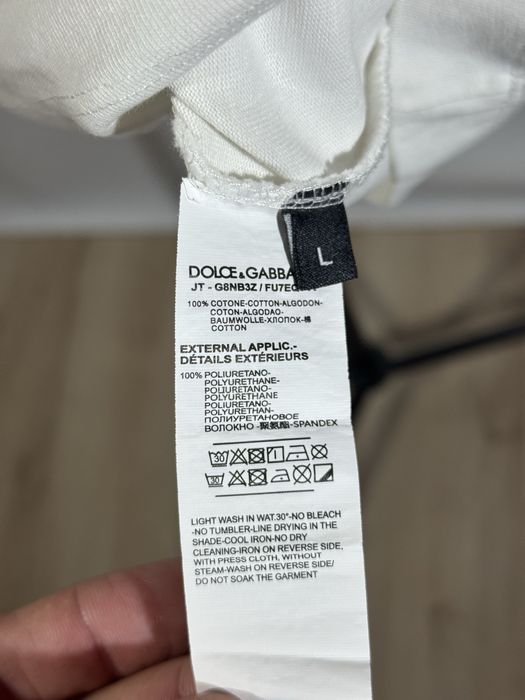 L
DOLCE & GABBA
JT - G8NB3Z / FU7EQ
100% COTONE-COTTON-ALGODON-
COTON-ALGODAO-
BAUMWOLLE-ХЛОПОК-棉
COTTON
EXTERNAL APPLIC.-
DÉTAILS EXTÉRIEURS
100% POLIURETANO-
POLYURETHANE-
POLIURETANO-
POLYURETHANE
POLIURETANO-
POLYURETHAN-
ПОЛИУРЕТАНОВОЕ
ВОЛОКНО -聚氨酯-SPANDEX
30
30
LIGHT WASH IN WAT.30°-NO BLEACH
-NO TUMBLER-LINE DRYING IN THE
SHADE-COOL IRON-NO DRY
CLEANING-IRON ON REVERSE SIDE,
WITH PRESS CLOTH, WITHOUT
STEAM-WASH ON REVERSE SIDE/
DO NOT SOAK THE GARMENT